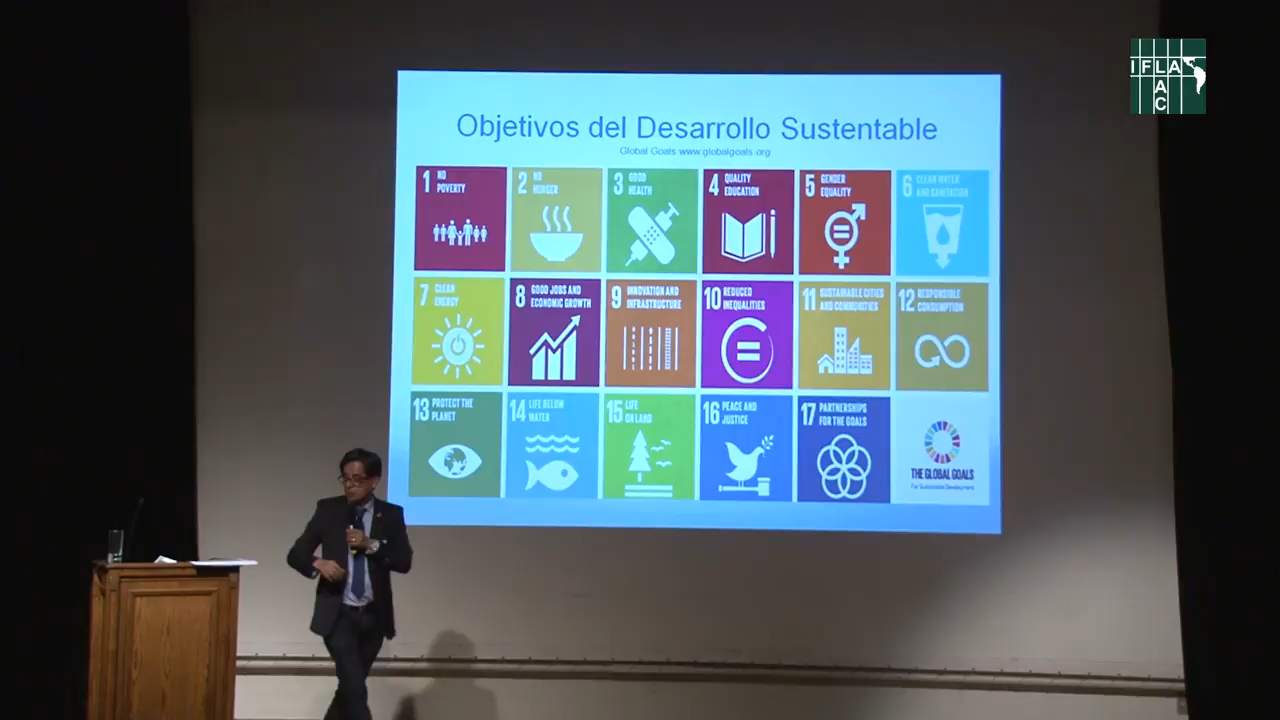 IFLA
LAC
Objetivos del Desarrollo Sustentable
Global Goals www.globalgoals.org
1 NO
POVERTY
2 NO
HUNGER
3 GOOD
HEALTH
4 QUALITY
EDUCATION
5 GENDER
EQUALITY
6 CLEAN WATER
AND SANITATION
7 CLEAN
ENERGY
8 GOOD JOBS AND
ECONOMIC GROWTH
9 INNOVATION AND
INFRASTRUCTURE
10 REDUCED
INEQUALITIES
11 SUSTAINABLE CITIES
AND COMMUNITIES
12 RESPONSIBLE
CONSUMPTION
13 PROTECT THE
PLANET
14 LIFE BELOW
WATER
15 LIFE
ON LAND
16 PEACE AND
JUSTICE
17 PARTNERSHIPS
FOR THE GOALS
THE GLOBAL GOALS
For Sustainable Development